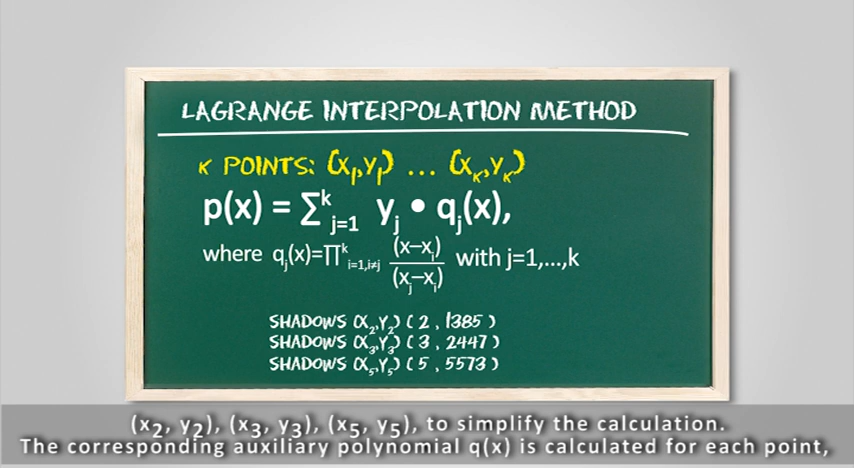 LAGRANGE INTERPOLATION METHOD
K POINTS: (x₁,y₁) ... (xₖ,yₖ)
p(x) = ∑ᵏⱼ₌₁ yⱼ • qⱼ(x),
where qⱼ(x)=∏ᵏᵢ₌₁,ᵢ≠ⱼ (x–xᵢ)/(xⱼ–xᵢ) with j=1,...,k
SHADOWS (X₂,Y₂) ( 2 , 1385 )
SHADOWS (X₃,Y₃) ( 3 , 2447 )
SHADOWS (X₅,Y₅) ( 5 , 5573 )
(x₂, y₂), (x₃, y₃), (x₅, y₅), to simplify the calculation.
The corresponding auxiliary polynomial q(x) is calculated for each point,